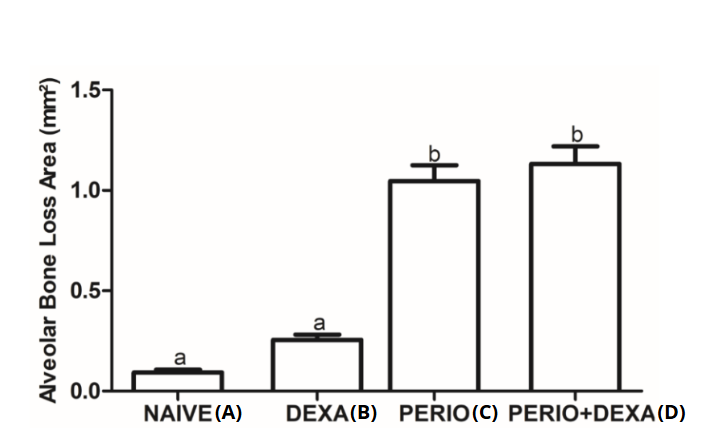 Alveolar Bone Loss Area (mm²)
1.5
1.0
0.5
0.0
a
a
b
b
NAIVE(A) DEXA(B) PERIO(C) PERIO+DEXA(D)